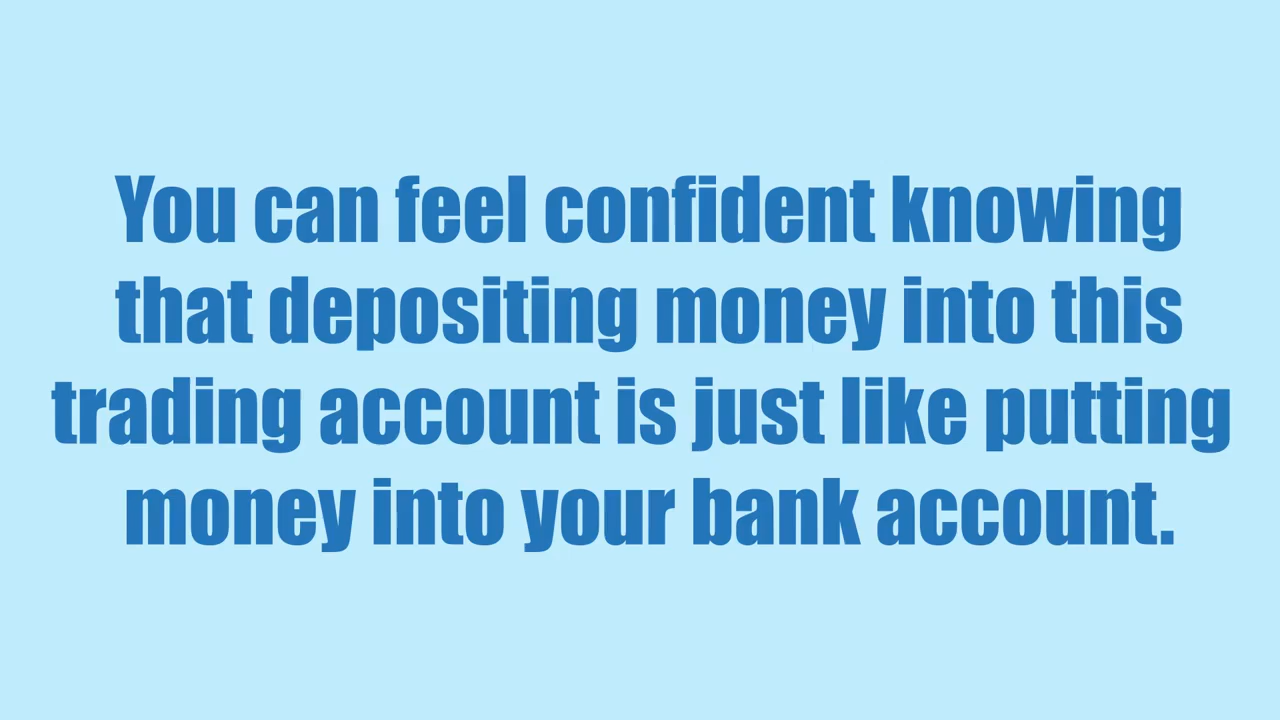 You can feel confident knowing
that depositing money into this
trading account is just like putting
money into your bank account.